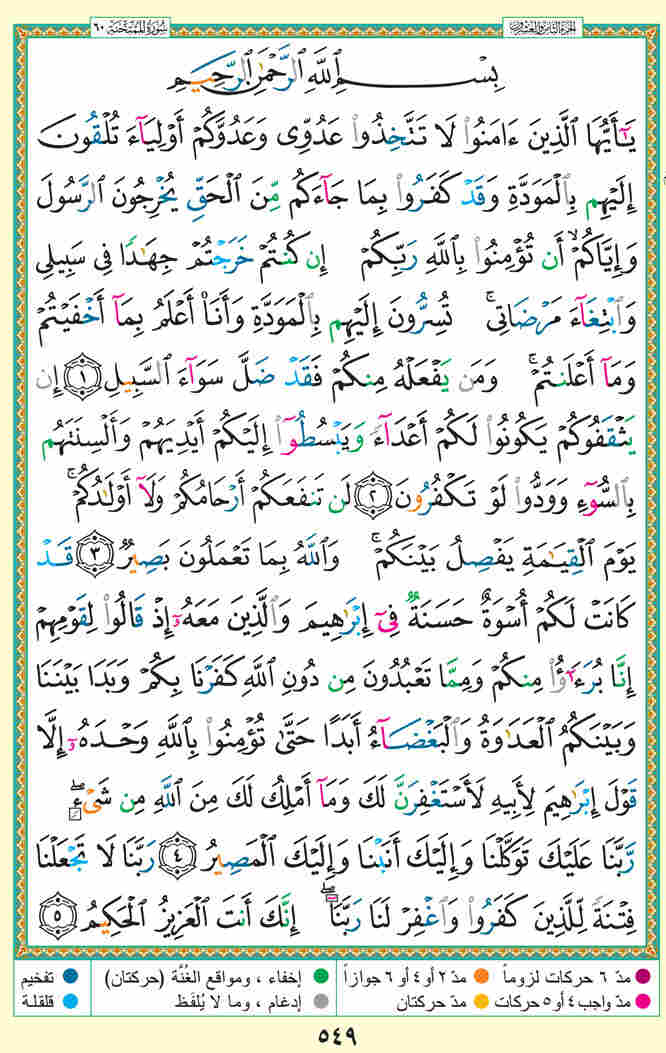 سُورَةُ المُمْتَحنَة ٦٠
الجزء الثامن والعشرون
بِسْمِ ٱللَّهِ ٱلرَّحْمَٰنِ ٱلرَّحِيمِ
يَٰٓأَيُّهَا ٱلَّذِينَ ءَامَنُوا۟ لَا تَتَّخِذُوا۟ عَدُوِّى وَعَدُوَّكُمْ أَوْلِيَآءَ تُلْقُونَ
إِلَيْهِم بِٱلْمَوَدَّةِ وَقَدْ كَفَرُوا۟ بِمَا جَآءَكُم مِّنَ ٱلْحَقِّ يُخْرِجُونَ ٱلرَّسُولَ
وَإِيَّاكُمْ ۙ أَن تُؤْمِنُوا۟ بِٱللَّهِ رَبِّكُمْ إِن كُنتُمْ خَرَجْتُمْ جِهَٰدًا فِى سَبِيلِى
وَٱبْتِغَآءَ مَرْضَاتِى ۚ تُسِرُّونَ إِلَيْهِم بِٱلْمَوَدَّةِ وَأَنَا۠ أَعْلَمُ بِمَآ أَخْفَيْتُمْ
وَمَآ أَعْلَنتُمْ ۚ وَمَن يَفْعَلْهُ مِنكُمْ فَقَدْ ضَلَّ سَوَآءَ ٱلسَّبِيلِ ١ إِن
يَثْقَفُوكُمْ يَكُونُوا۟ لَكُمْ أَعْدَآءً وَيَبْسُطُوٓا۟ إِلَيْكُمْ أَيْدِيَهُمْ وَأَلْسِنَتَهُم
بِٱلسُّوٓءِ وَوَدُّوا۟ لَوْ تَكْفُرُونَ ٢ لَن تَنفَعَكُمْ أَرْحَامُكُمْ وَلَآ أَوْلَٰدُكُمْ ۚ
يَوْمَ ٱلْقِيَٰمَةِ يَفْصِلُ بَيْنَكُمْ ۚ وَٱللَّهُ بِمَا تَعْمَلُونَ بَصِيرٌ ٣ قَدْ
كَانَتْ لَكُمْ أُسْوَةٌ حَسَنَةٌ فِىٓ إِبْرَٰهِيمَ وَٱلَّذِينَ مَعَهُۥٓ إِذْ قَالُوا۟ لِقَوْمِهِمْ
إِنَّا بُرَءَٰٓؤُا۟ مِنكُمْ وَمِمَّا تَعْبُدُونَ مِن دُونِ ٱللَّهِ كَفَرْنَا بِكُمْ وَبَدَا بَيْنَنَا
وَبَيْنَكُمُ ٱلْعَدَٰوَةُ وَٱلْبَغْضَآءُ أَبَدًا حَتَّىٰ تُؤْمِنُوا۟ بِٱللَّهِ وَحْدَهُۥٓ إِلَّا
قَوْلَ إِبْرَٰهِيمَ لِأَبِيهِ لَأَسْتَغْفِرَنَّ لَكَ وَمَآ أَمْلِكُ لَكَ مِنَ ٱللَّهِ مِن شَىْءٍ ۖ
رَّبَّنَا عَلَيْكَ تَوَكَّلْنَا وَإِلَيْكَ أَنَبْنَا وَإِلَيْكَ ٱلْمَصِيرُ ٤ رَبَّنَا لَا تَجْعَلْنَا
فِتْنَةً لِّلَّذِينَ كَفَرُوا۟ وَٱغْفِرْ لَنَا رَبَّنَآ ۖ إِنَّكَ أَنتَ ٱلْعَزِيزُ ٱلْحَكِيمُ ٥
مدّ ٦ حركات لزوماً مدّ ٢ أو ٤ أو ٦ جوازاً إخفاء ، ومواقع الغُنَّة (حركتان) تفخيم
مدّ واجب ٤ أو ٥ حركات مدّ حركتان إدغام ، وما لا يُلفَظ قلقلة
٥٤٩